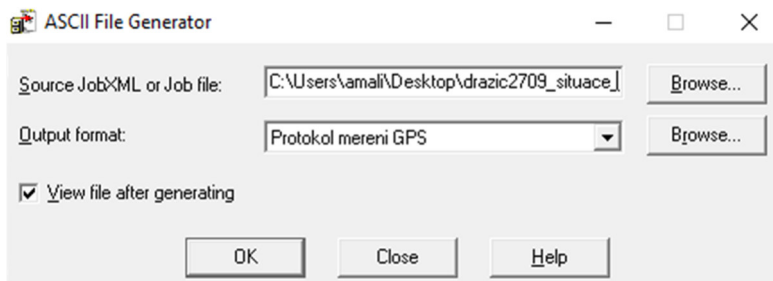 ASCII File Generator
Source JobXML or Job file: C:\Users\amali\Desktop\drazic2709_situace_ Browse...
Output format: Protokol mereni GPS Browse...
View file after generating
OK Close Help